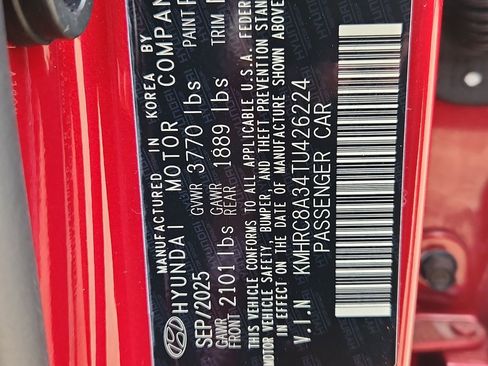 MANUFACTURED IN KOREA BY
HYUNDAI MOTOR COMPAN
SEP/2025 GVWR 3770 lbs PAINT
GAWR GAWR
FRONT 2101 lbs REAR 1889 lbs TRIM
THIS VEHICLE CONFORMS TO ALL APPLICABLE U.S.A. FEDER
MOTOR VEHICLE SAFETY, BUMPER, AND THEFT PREVENTION STAN
IN EFFECT ON THE DATE OF MANUFACTURE SHOWN ABOVE
V.I.N KMHRC8A34TU426224
PASSENGER CAR